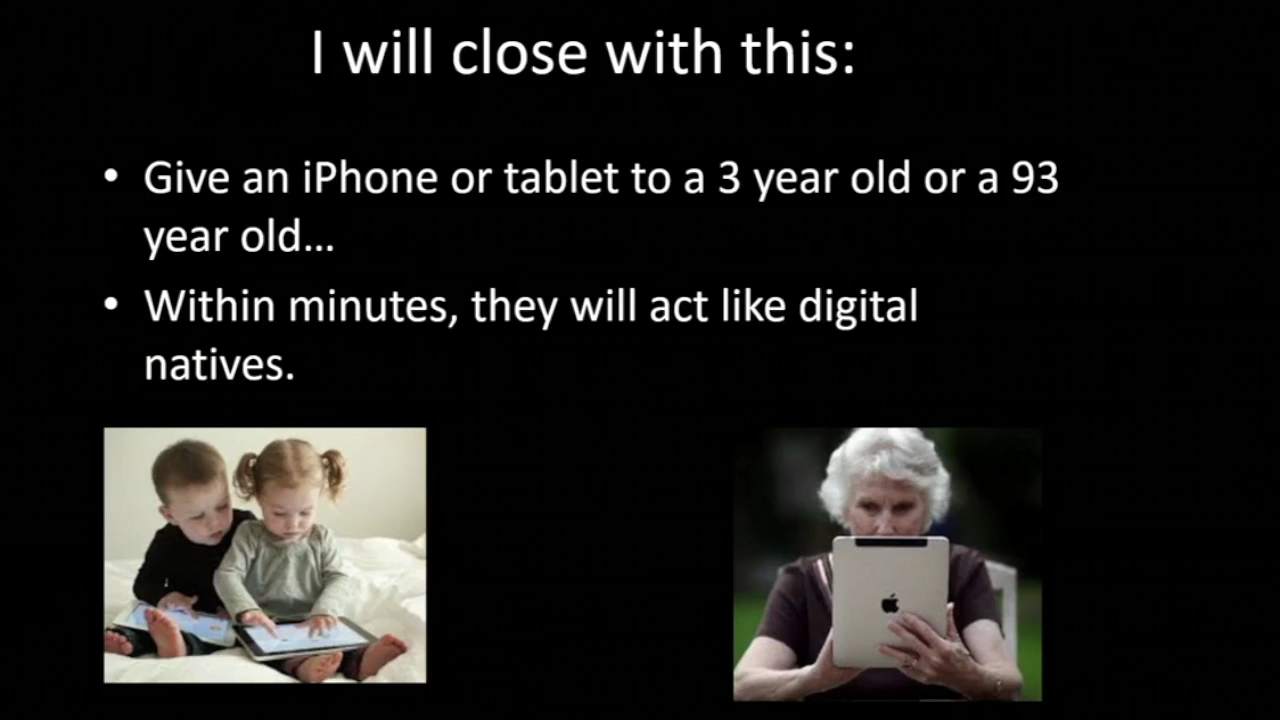 I will close with this:
• Give an iPhone or tablet to a 3 year old or a 93
year old...
• Within minutes, they will act like digital
natives.